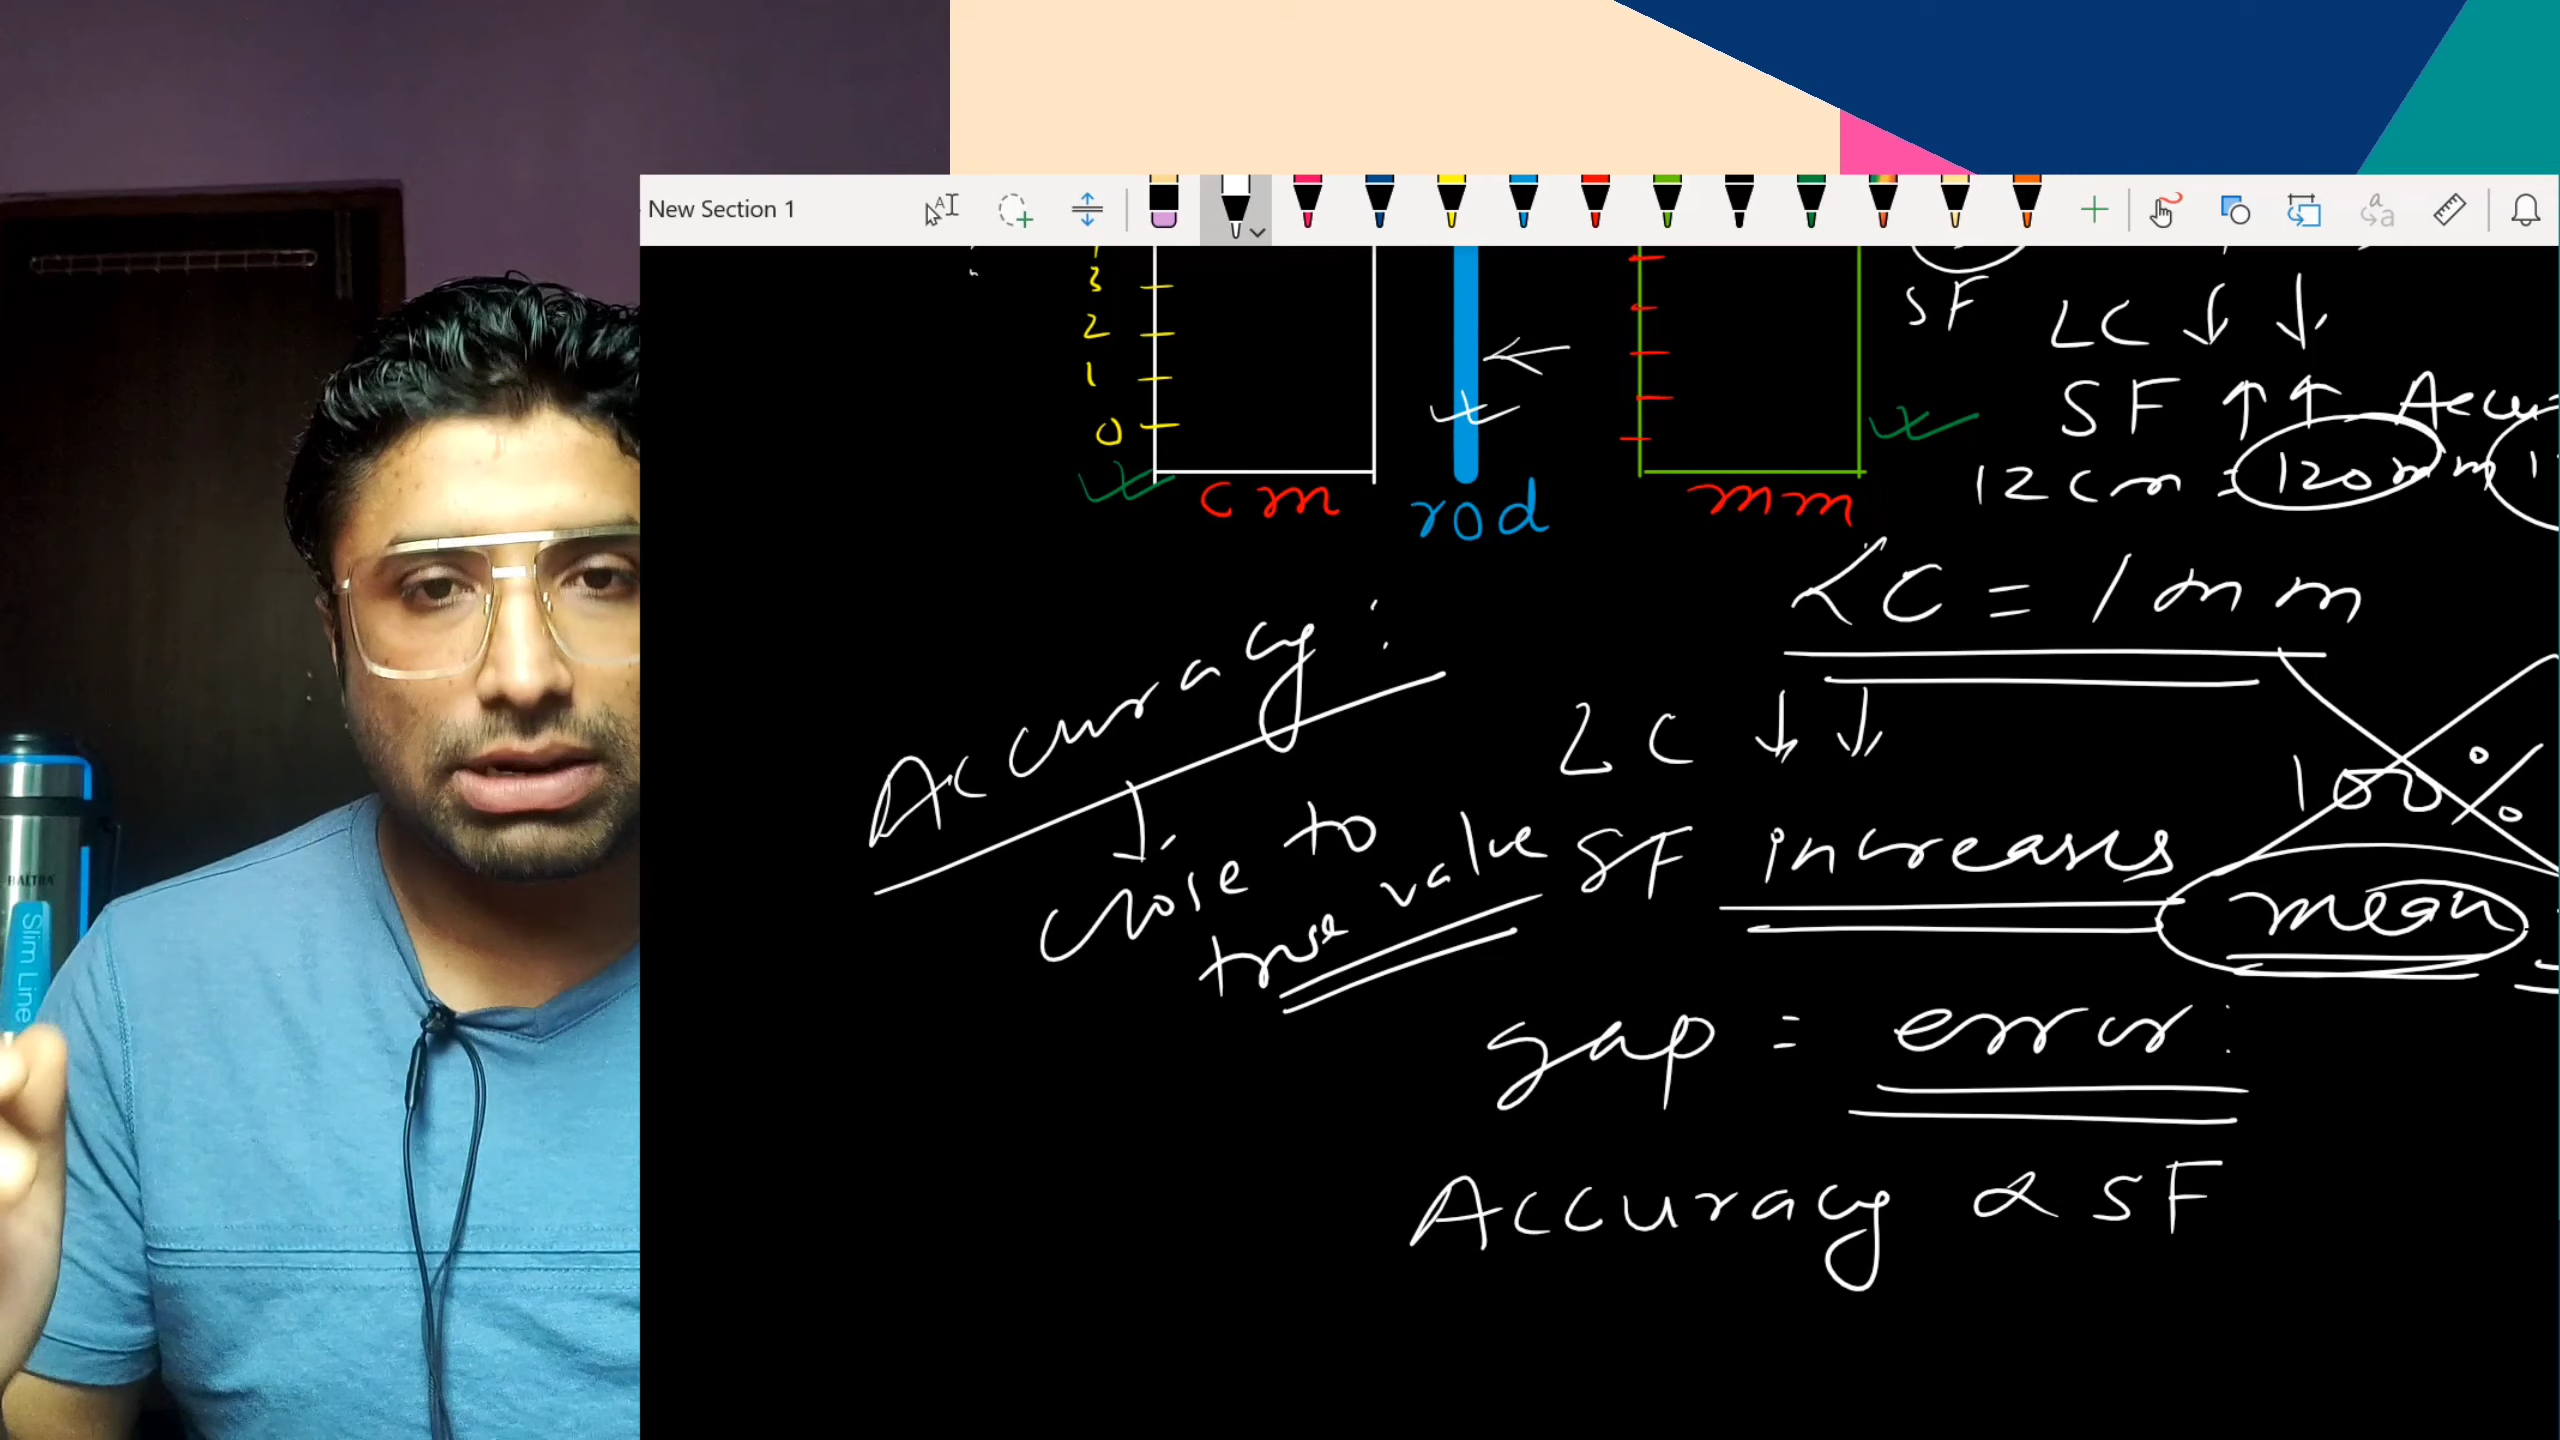 New Section 1
3
2
1
0
cm
rod
mm
SF
LC ↓ ↓
SF ↑ ↑
12 cm = 120 mm
LC = 1 mm
Accuracy :
close to
true value
LC ↓ ↓
SF increases
100 %
mean
gap = error :
Accuracy ∝ SF
HALTRA
Slim Line